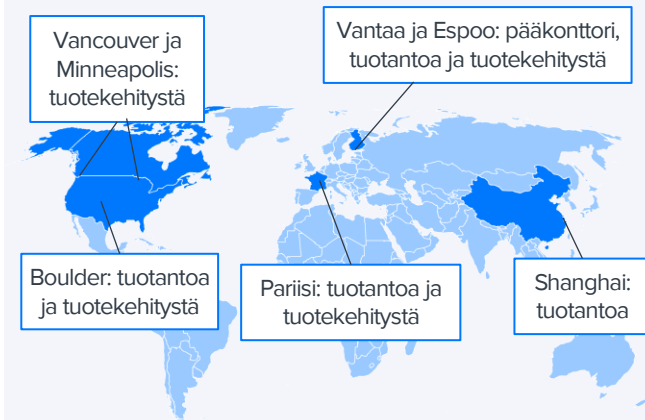 Vancouver ja
Minneapolis:
tuotekehitystä
Vantaa ja Espoo: pääkonttori,
tuotantoa ja tuotekehitystä
Boulder: tuotantoa
ja tuotekehitystä
Pariisi: tuotantoa ja
tuotekehitystä
Shanghai:
tuotantoa